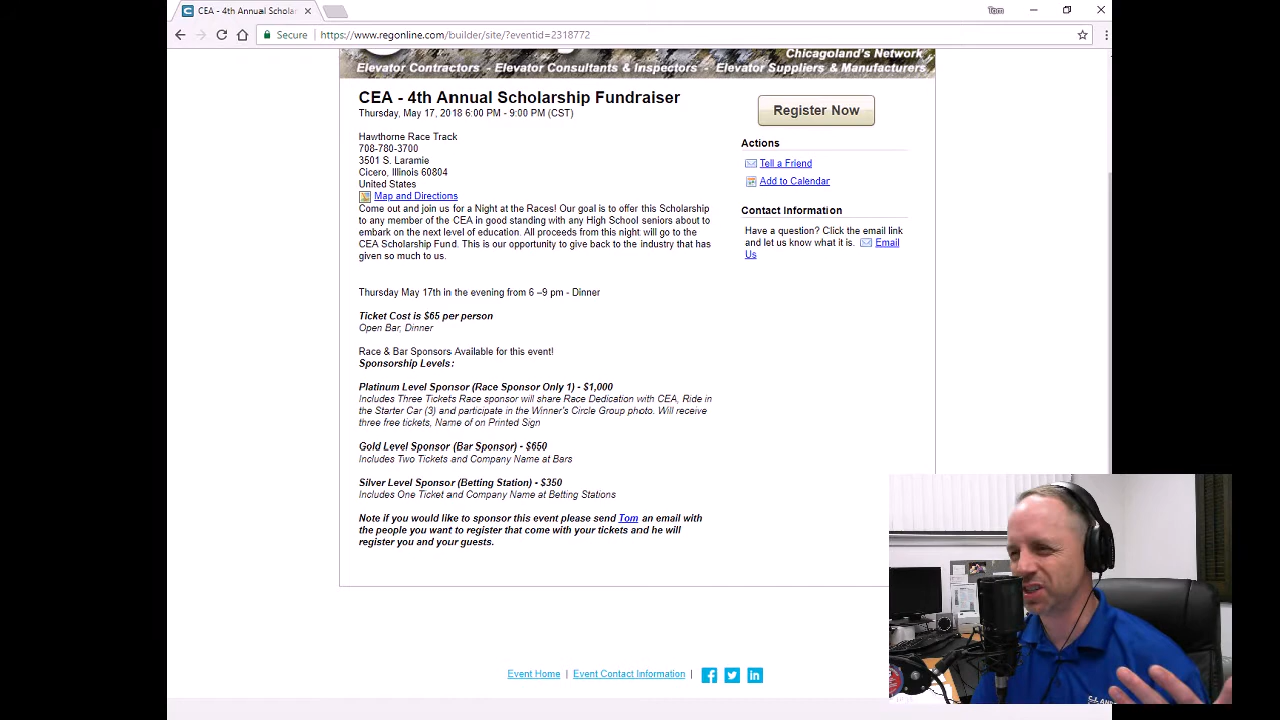 CEA - 4th Annual Scholar
Tom
Secure
https://www.regonline.com/builder/site/?eventid=2318772
Chicagoland's Network
Elevator Contractors - Elevator Consultants & Inspectors - Elevator Suppliers & Manufacturers
CEA - 4th Annual Scholarship Fundraiser
Thursday, May 17, 2018 6:00 PM - 9:00 PM (CST)
Register Now
Hawthorne Race Track
708-780-3700
3501 S. Laramie
Cicero, Illinois 60804
United States
Map and Directions
Actions
Tell a Friend
Add to Calendar
Contact Information
Have a question? Click the email link
and let us know what it is. Email
Us
Come out and join us for a Night at the Races! Our goal is to offer this Scholarship
to any member of the CEA in good standing with any High School seniors about to
embark on the next level of education. All proceeds from this night will go to the
CEA Scholarship Fund. This is our opportunity to give back to the industry that has
given so much to us.
Thursday May 17th in the evening from 6 –9 pm - Dinner
Ticket Cost is $65 per person
Open Bar, Dinner
Race & Bar Sponsors Available for this event!
Sponsorship Levels:
Platinum Level Sponsor (Race Sponsor Only 1) - $1,000
Includes Three Tickets Race sponsor will share Race Dedication with CEA, Ride in
the Starter Car (3) and participate in the Winner's Circle Group photo. Will receive
three free tickets, Name of on Printed Sign
Gold Level Sponsor (Bar Sponsor) - $650
Includes Two Tickets and Company Name at Bars
Silver Level Sponsor (Betting Station) - $350
Includes One Ticket and Company Name at Betting Stations
Note if you would like to sponsor this event please send Tom an email with
the people you want to register that come with your tickets and he will
register you and your guests.
Event Home | Event Contact Information |